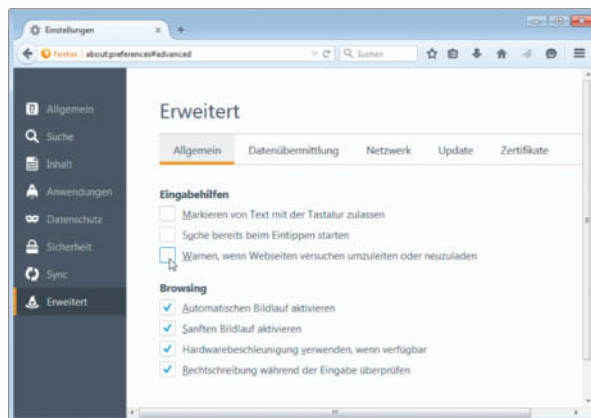 Einstellungen
Firefox about:preferences#advanced Suchen
Erweitert
Allgemein
Suche
Inhalt
Anwendungen
Datenschutz
Sicherheit
Sync
Erweitert
Allgemein Datenübermittlung Netzwerk Update Zertifikate
Eingabehilfen
Markieren von Text mit der Tastatur zulassen
Suche bereits beim Eintippen starten
Warnen, wenn Webseiten versuchen umzuleiten oder neuzuladen
Browsing
Automatischen Bildlauf aktivieren
Sanften Bildlauf aktivieren
Hardwarebeschleunigung verwenden, wenn verfügbar
Rechtschreibung während der Eingabe überprüfen